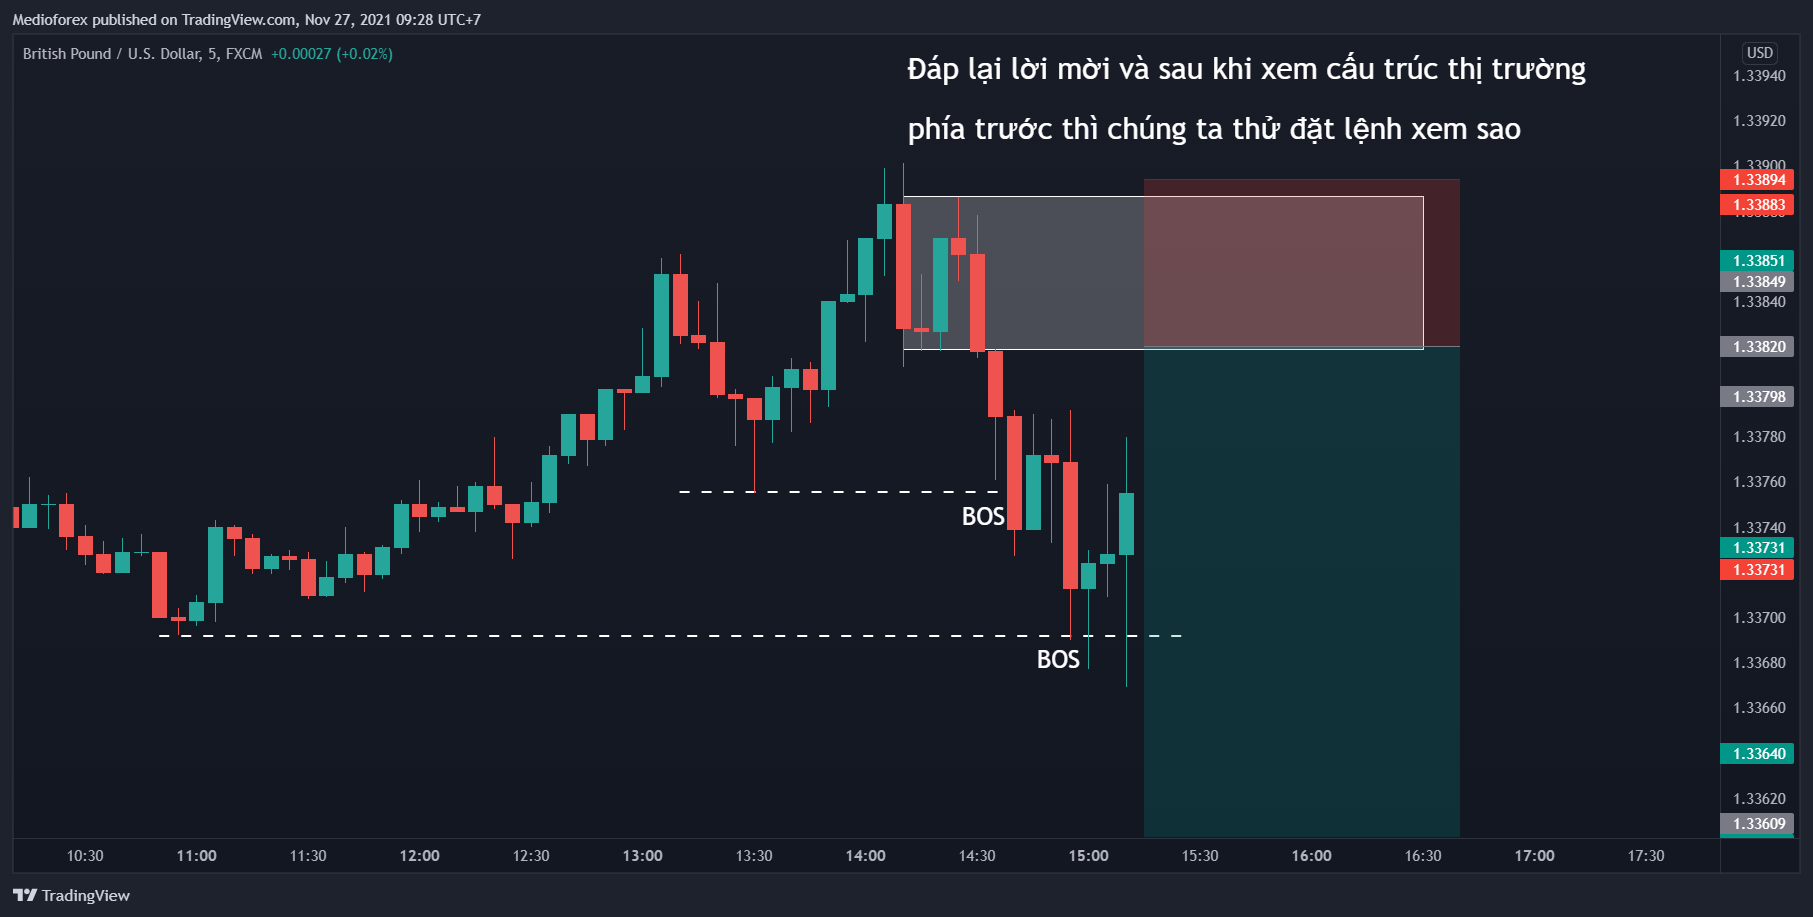 Medioforex published on TradingView.com, Nov 27, 2021 09:28 UTC+7
British Pound / U.S. Dollar, 5, FXCM +0.00027 (+0.02%)
Đáp lại lời mời và sau khi xem cấu trúc thị trường
phía trước thì chúng ta thử đặt lệnh xem sao
BOS
BOS
USD
1.33940
1.33920
1.33900
1.33894
1.33883
1.33851
1.33849
1.33840
1.33820
1.33798
1.33780
1.33760
1.33740
1.33731
1.33731
1.33700
1.33680
1.33660
1.33640
1.33620
1.33609
10:30 11:00 11:30 12:00 12:30 13:00 13:30 14:00 14:30 15:00 15:30 16:00 16:30 17:00 17:30
TradingView